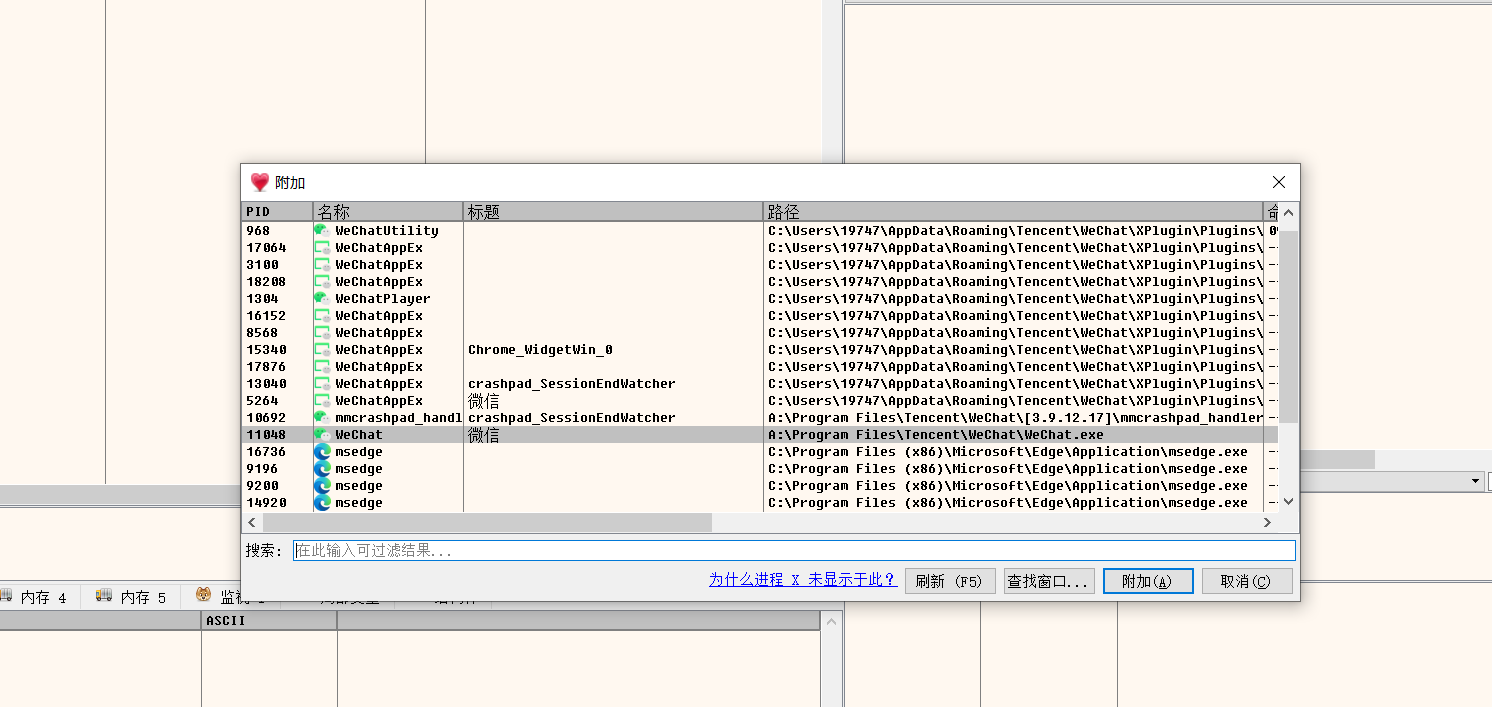 附加
PID 名称 标题 路径
968 WeChatUtility C:\Users\19747\AppData\Roaming\Tencent\WeChat\XPlugin\Plugins\
17064 WeChatAppEx C:\Users\19747\AppData\Roaming\Tencent\WeChat\XPlugin\Plugins\ --
3100 WeChatAppEx C:\Users\19747\AppData\Roaming\Tencent\WeChat\XPlugin\Plugins\ --
18208 WeChatAppEx C:\Users\19747\AppData\Roaming\Tencent\WeChat\XPlugin\Plugins\ --
1304 WeChatPlayer C:\Users\19747\AppData\Roaming\Tencent\WeChat\XPlugin\Plugins\ --
16152 WeChatAppEx C:\Users\19747\AppData\Roaming\Tencent\WeChat\XPlugin\Plugins\ --
8568 WeChatAppEx C:\Users\19747\AppData\Roaming\Tencent\WeChat\XPlugin\Plugins\ --
15340 WeChatAppEx Chrome_WidgetWin_0 C:\Users\19747\AppData\Roaming\Tencent\WeChat\XPlugin\Plugins\ --
17876 WeChatAppEx C:\Users\19747\AppData\Roaming\Tencent\WeChat\XPlugin\Plugins\ --
13040 WeChatAppEx crashpad_SessionEndWatcher C:\Users\19747\AppData\Roaming\Tencent\WeChat\XPlugin\Plugins\ --
5264 WeChatAppEx 微信 C:\Users\19747\AppData\Roaming\Tencent\WeChat\XPlugin\Plugins\ --
10692 mmcrashpad_handl crashpad_SessionEndWatcher A:\Program Files\Tencent\WeChat\[3.9.12.17]\mmcrashpad_handler --
11048 WeChat 微信 A:\Program Files\Tencent\WeChat\WeChat.exe
16736 msedge C:\Program Files (x86)\Microsoft\Edge\Application\msedge.exe --
9196 msedge C:\Program Files (x86)\Microsoft\Edge\Application\msedge.exe --
9200 msedge C:\Program Files (x86)\Microsoft\Edge\Application\msedge.exe --
14920 msedge C:\Program Files (x86)\Microsoft\Edge\Application\msedge.exe --
搜索: 在此输入可过滤结果...
为什么进程 X 未显示于此? 刷新 (F5) 查找窗口... 附加(A) 取消(C)
内存 4 内存 5 监视
ASCII